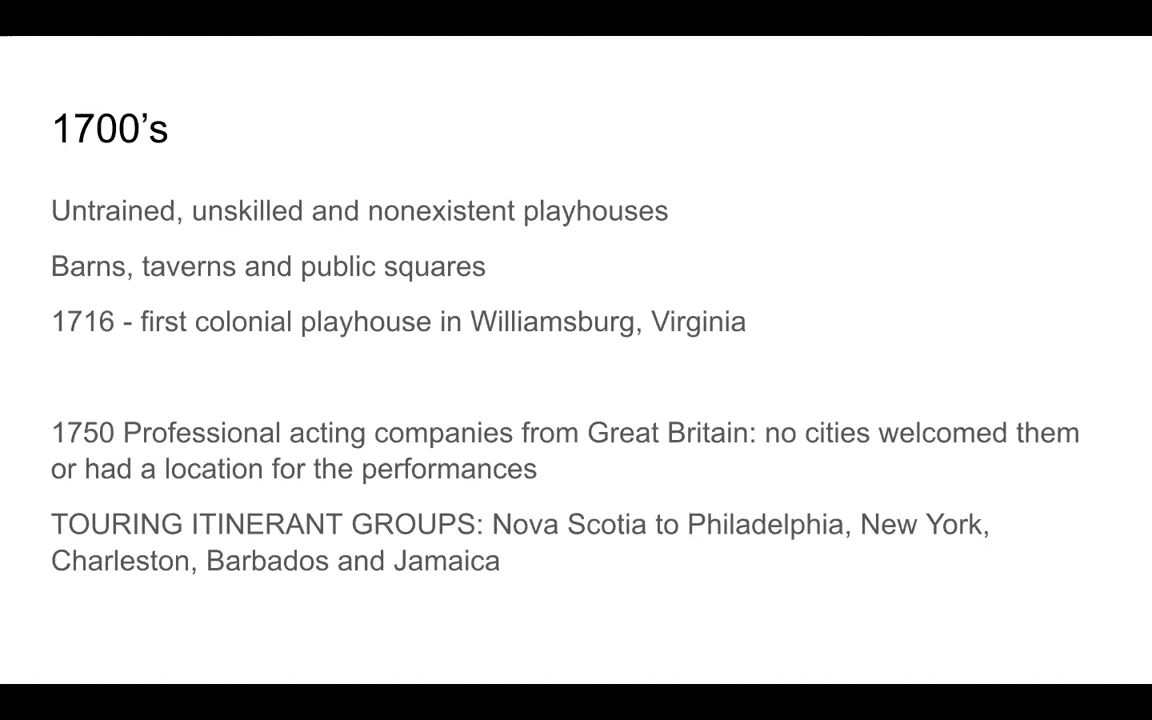 1700’s
Untrained, unskilled and nonexistent playhouses
Barns, taverns and public squares
1716 - first colonial playhouse in Williamsburg, Virginia
1750 Professional acting companies from Great Britain: no cities welcomed them
or had a location for the performances
TOURING ITINERANT GROUPS: Nova Scotia to Philadelphia, New York,
Charleston, Barbados and Jamaica